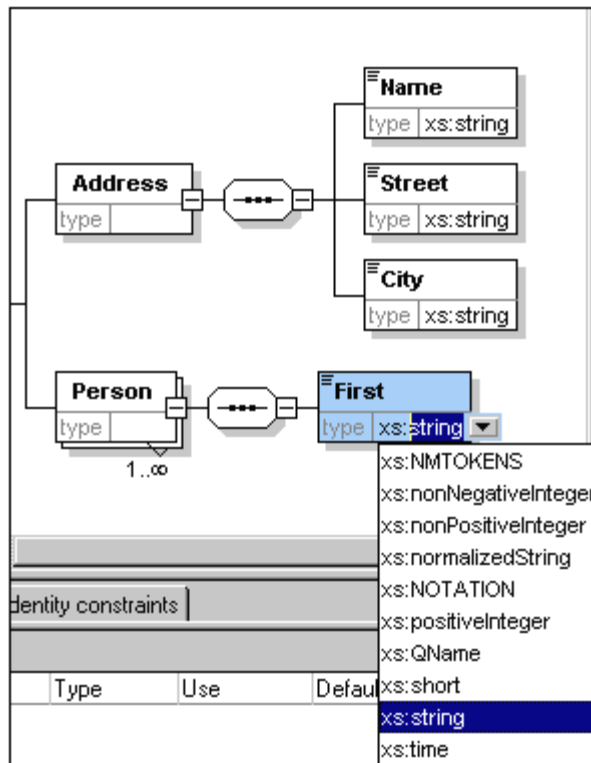 Name
type xs:string
Address
type
Street
type xs:string
City
type xs:string
Person
type
1..∞
First
type xs:string
xs:NMTOKENS
xs:nonNegativeInteger
xs:nonPositiveInteger
xs:normalizedString
xs:NOTATION
xs:positiveInteger
xs:QName
xs:short
xs:string
xs:time
dentity constraints
Type Use Defaul